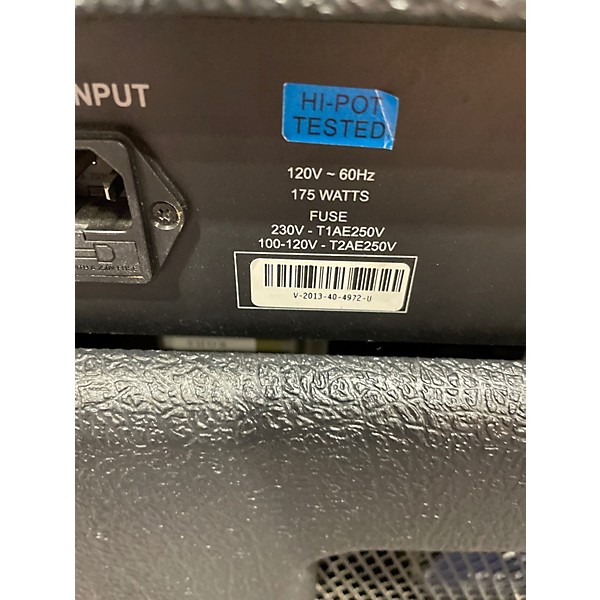 INPUT
HI-POT
TESTED
120V ~ 60Hz
175 WATTS
FUSE
230V - T1AE250V
100-120V - T2AE250V
V-2013-40-4972-U